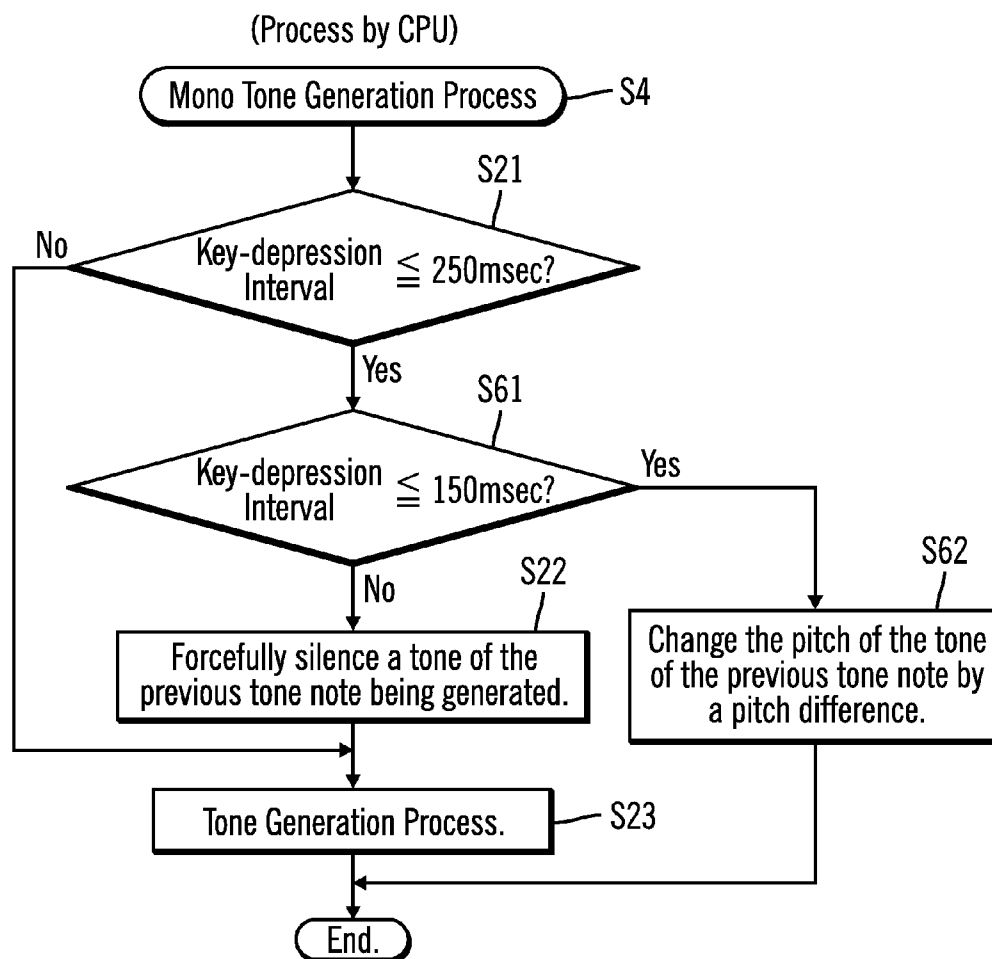 (Process by CPU)
Mono Tone Generation Process
S4
S21
No
Key-depression
Interval
≦ 250msec?
Yes
S61
Key-depression
Interval
≦ 150msec?
Yes
No
S22
S62
Forcefully silence a tone of the
previous tone note being generated.
Change the pitch of the tone
of the previous tone note by
a pitch difference.
Tone Generation Process.
S23
End.